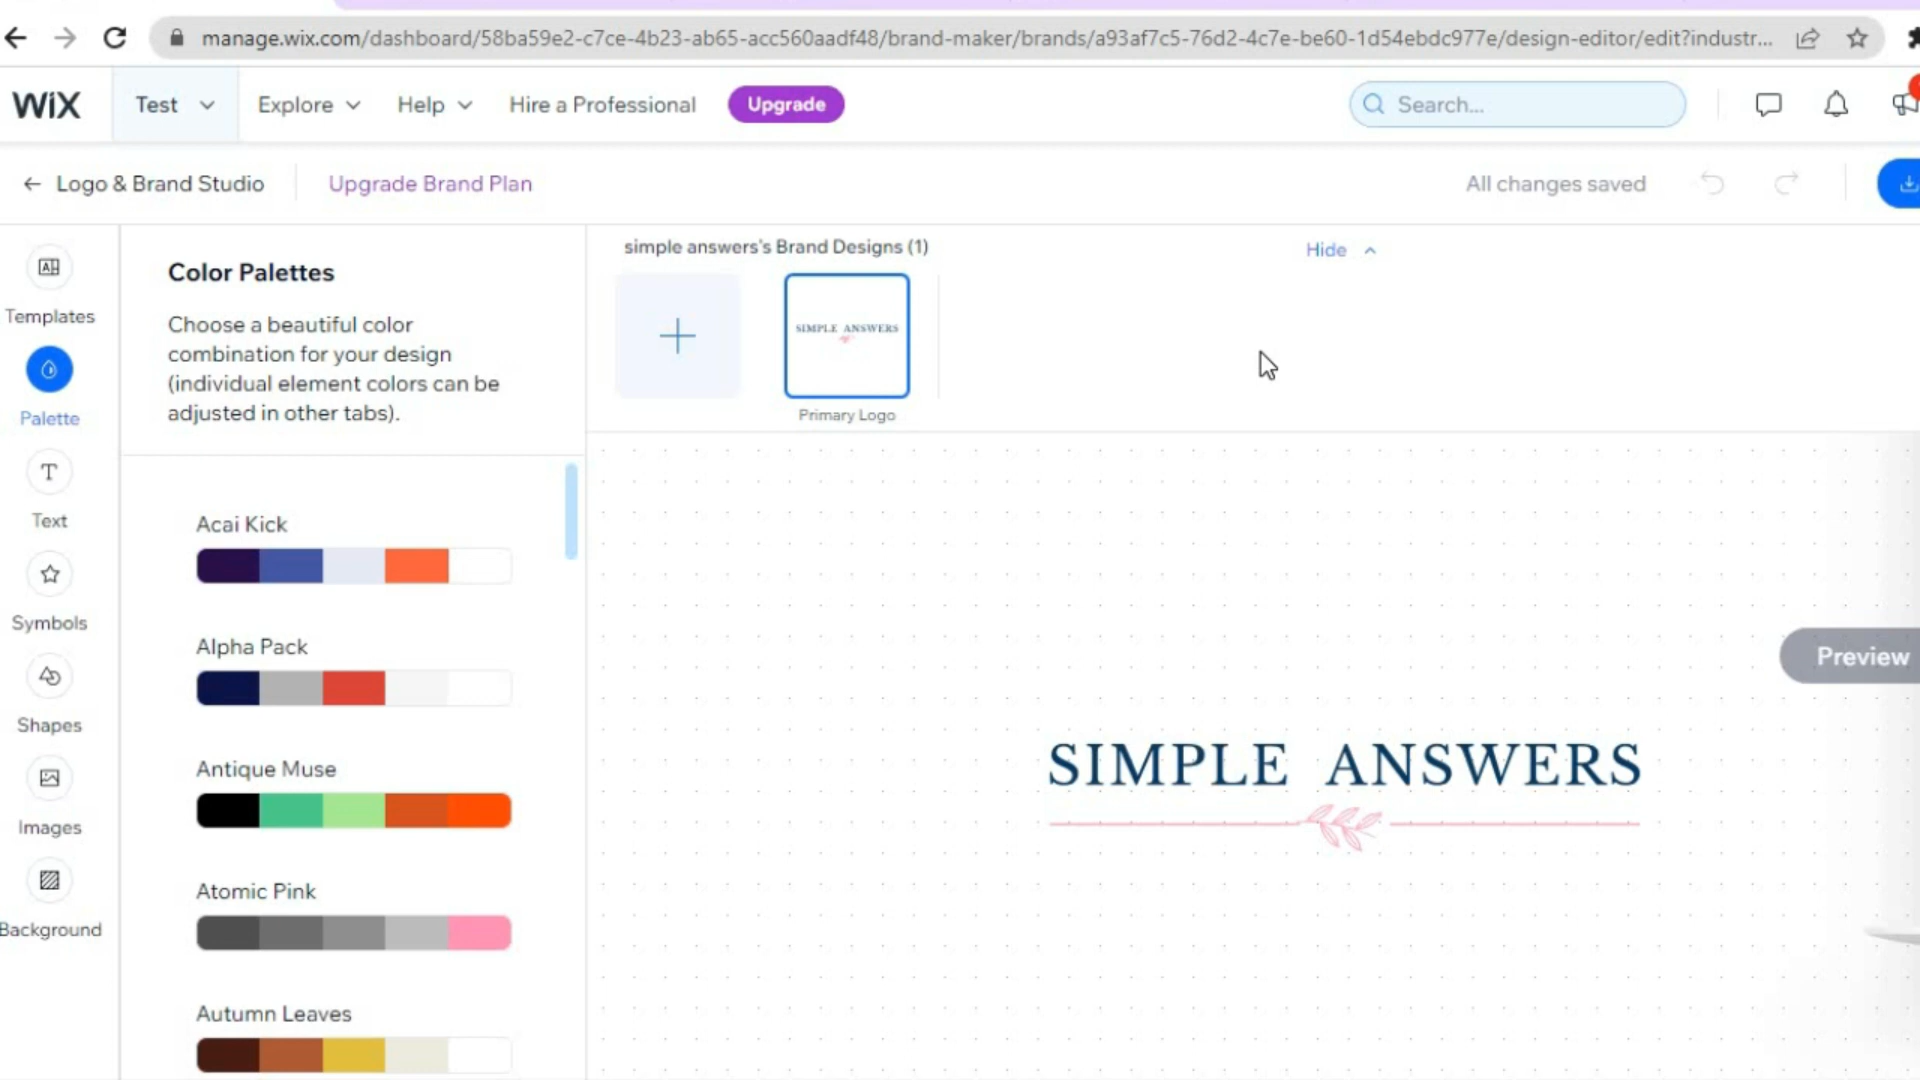 manage.wix.com/dashboard/58ba59e2-c7ce-4b23-ab65-acc560aadf48/brand-maker/brands/a93af7c5-76d2-4c7e-be60-1d54ebdc977e/design-editor/edit?industr...
WiX
Test
Explore
Help
Hire a Professional
Upgrade
Search...
Logo & Brand Studio
Upgrade Brand Plan
All changes saved
Templates
Palette
Text
Symbols
Shapes
Images
Background
Color Palettes
Choose a beautiful color
combination for your design
(individual element colors can be
adjusted in other tabs).
Acai Kick
Alpha Pack
Antique Muse
Atomic Pink
Autumn Leaves
simple answers's Brand Designs (1)
Hide
SIMPLE ANSWERS
Primary Logo
Preview
SIMPLE ANSWERS